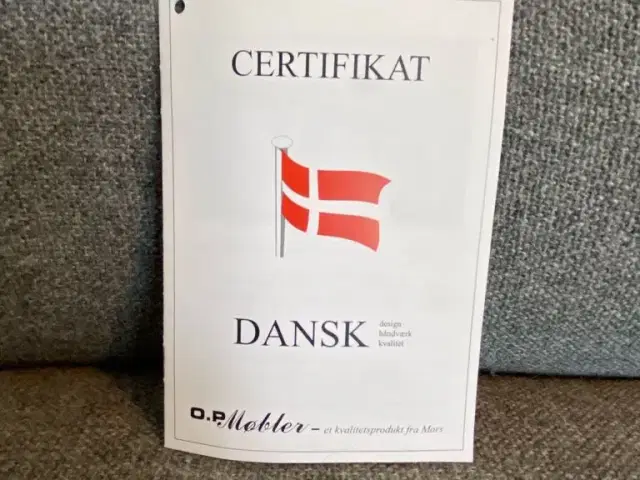 CERTIFIKAT
DANSK
design
håndværk
kvalitet
O.P. Møbler – et kvalitetsprodukt fra Mors